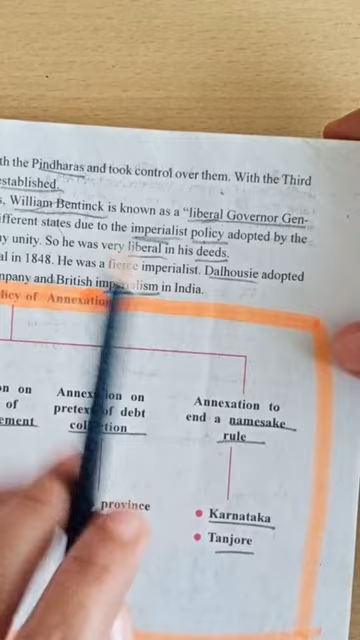 th the Pindharas and took control over them. With the Third
established.
s, William Bentinck is known as a "liberal Governor Gen-
ifferent states due to the imperialist policy adopted by the
ny unity. So he was very liberal in his deeds.
al in 1848. He was a fierce imperialist. Dalhousie adopted
mpany and British imperialism in India.
licy of Annexation
n on
of
ement
Annexation on
pretext of debt
collection
province
Annexation to
end a namesake
rule
• Karnataka
• Tanjore